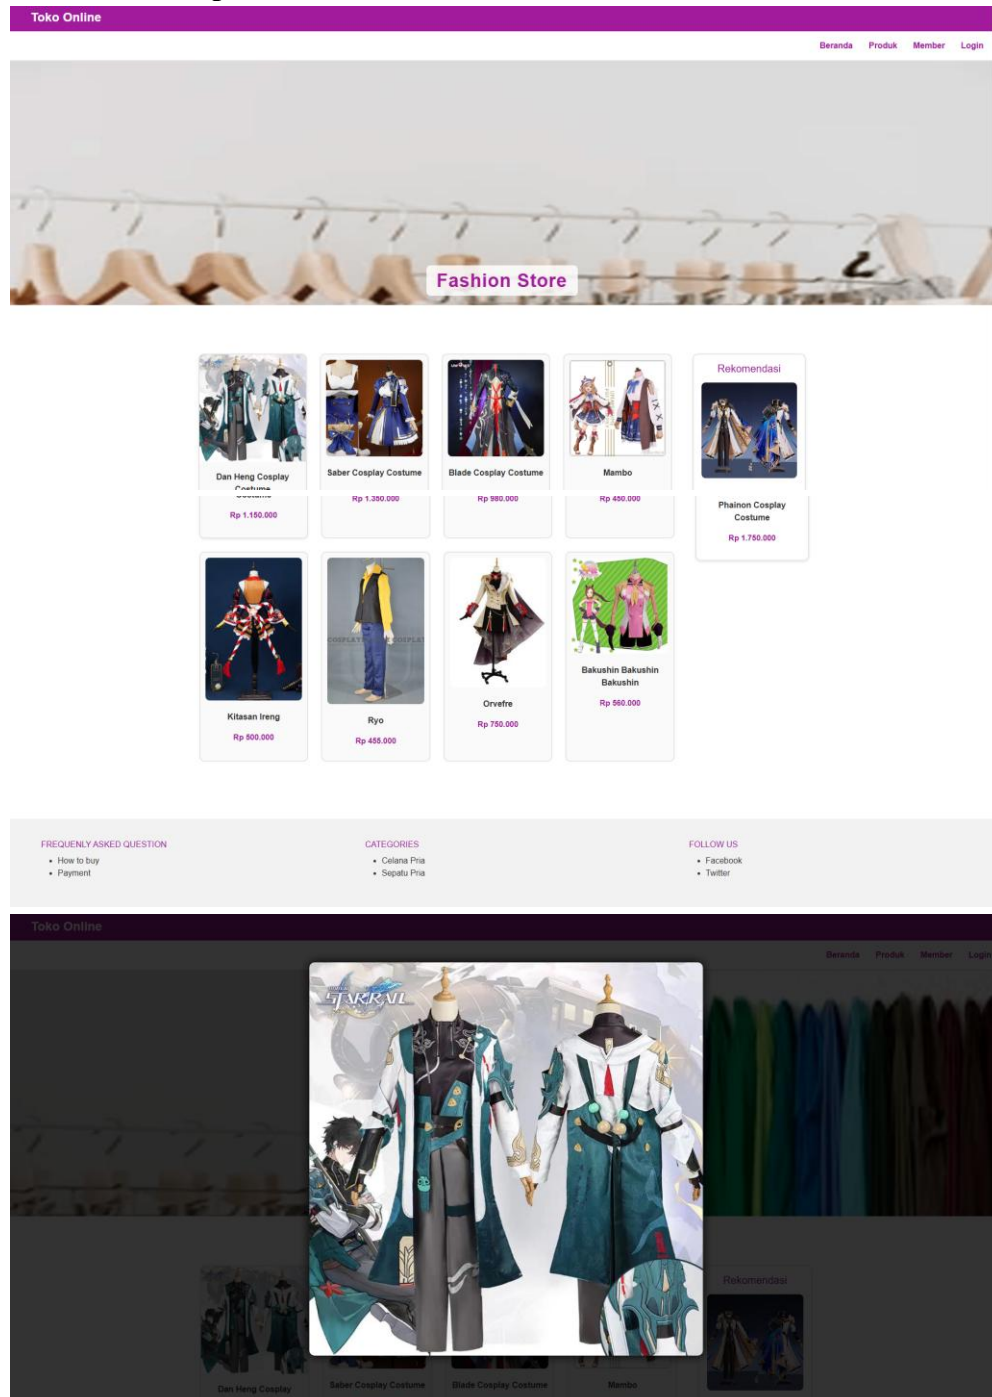 Toko Online
Beranda Produk Member Login
Fashion Store
Rekomendasi
Dan Heng Cosplay
Costume
Rp 1.150.000
Saber Cosplay Costume
Rp 1.350.000
Blade Cosplay Costume
Rp 980.000
Mambo
Rp 450.000
Phainon Cosplay
Costume
Rp 1.750.000
Kitasan Ireng
Rp 500.000
Ryo
Rp 455.000
Orvefre
Rp 750.000
Bakushin Bakushin
Bakushin
Rp 560.000
FREQUENLY ASKED QUESTION
How to buy
Payment
CATEGORIES
Celana Pria
Sepatu Pria
FOLLOW US
Facebook
Twitter
Toko Online
Beranda Produk Member Login
STARRAIL
Rekomendasi
Dan Heng Cosplay
Saber Cosplay Costume
Blade Cosplay Costume
Mambo